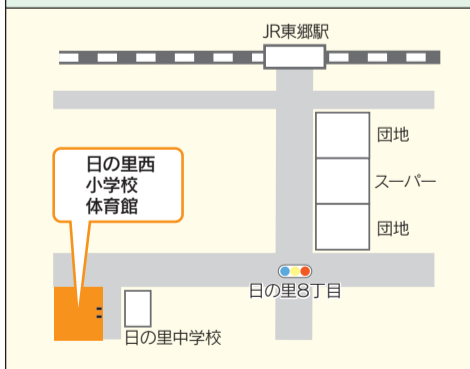 JR東郷駅
団地
スーパー
団地
日の里西
小学校
体育館
日の里8丁目
日の里中学校